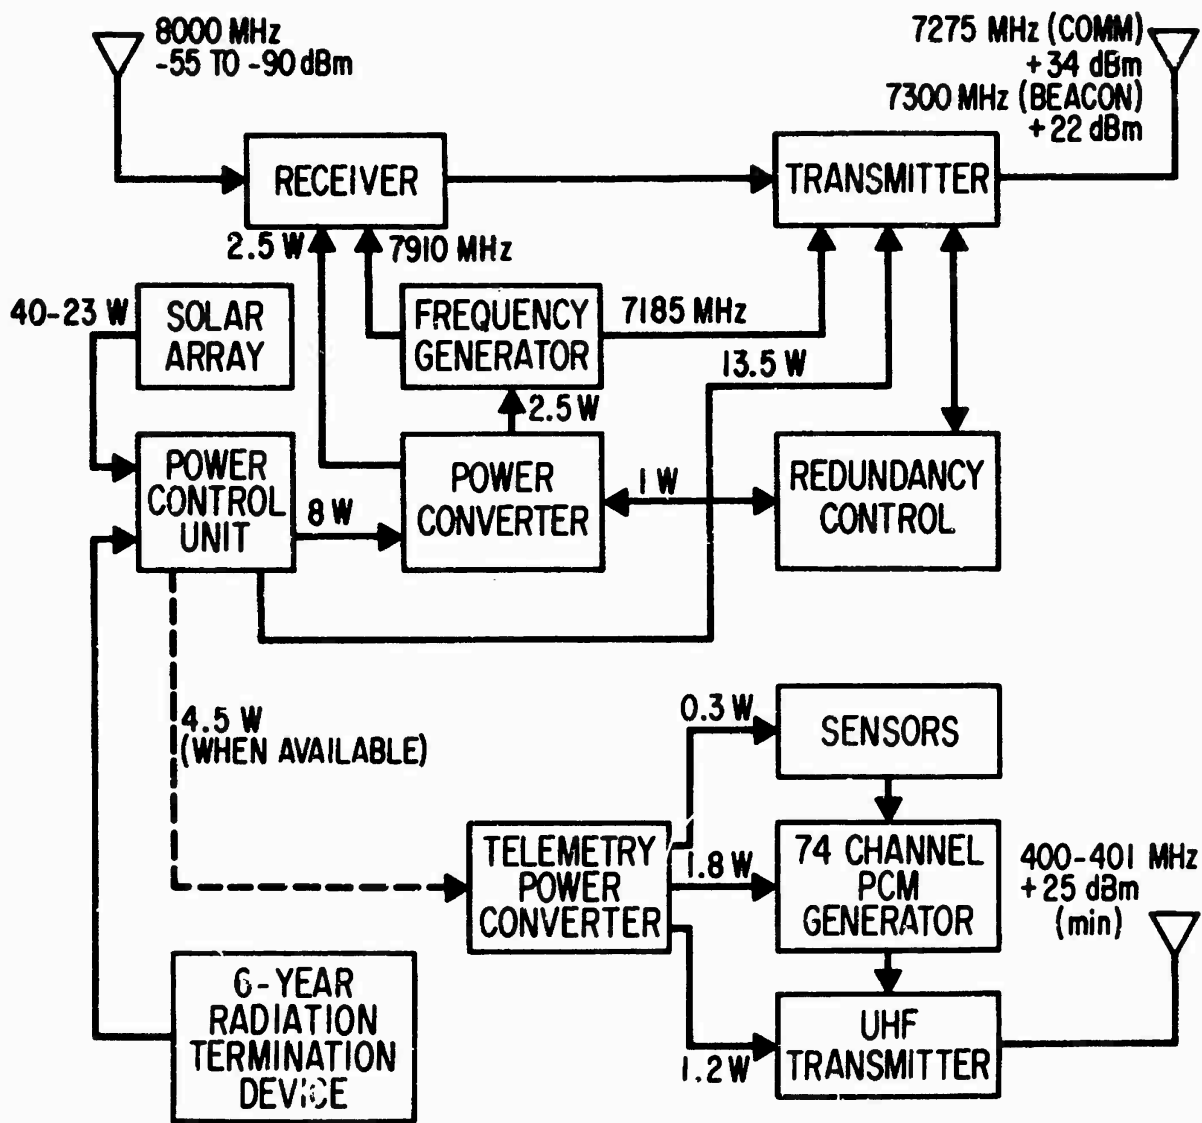 8000 MHz
-55 TO -90 dBm
7275 MHz (COMM)
+34 dBm
7300 MHz (BEACON)
+22 dBm
RECEIVER
TRANSMITTER
2.5 W
7910 MHz
40-23 W
SOLAR
ARRAY
FREQUENCY
GENERATOR
7185 MHz
13.5 W
2.5 W
POWER
CONTROL
UNIT
8 W
POWER
CONVERTER
1 W
REDUNDANCY
CONTROL
4.5 W
(WHEN AVAILABLE)
0.3 W
SENSORS
TELEMETRY
POWER
CONVERTER
1.8 W
74 CHANNEL
PCM
GENERATOR
400-401 MHz
+25 dBm
(min)
6-YEAR
RADIATION
TERMINATION
DEVICE
1.2 W
UHF
TRANSMITTER